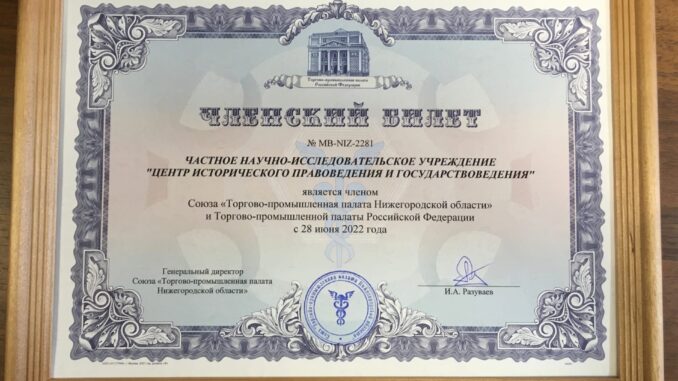 Торгово-промышленная палата
Российской Федерации
ЧЛЕНСКИЙ БИЛЕТ
№ MB-NIZ-2281
ЧАСТНОЕ НАУЧНО-ИССЛЕДОВАТЕЛЬСКОЕ УЧРЕЖДЕНИЕ
"ЦЕНТР ИСТОРИЧЕСКОГО ПРАВОВЕДЕНИЯ И ГОСУДАРСТВОВЕДЕНИЯ"
является членом
Союза «Торгово-промышленная палата Нижегородской области»
и Торгово-промышленной палаты Российской Федерации
с 28 июня 2022 года
Генеральный директор
Союза «Торгово-промышленная палата
Нижегородской области»
И.А. Разуваев